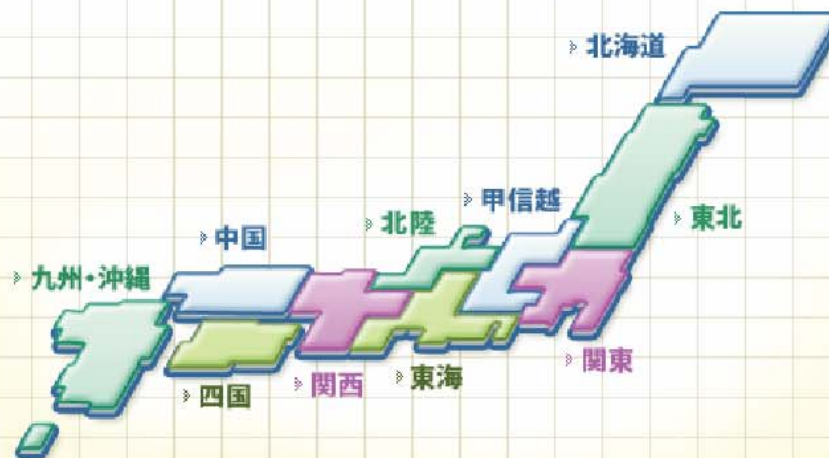 北海道
甲信越
北陸
東北
中国
九州・沖縄
関東
東海
関西
四国